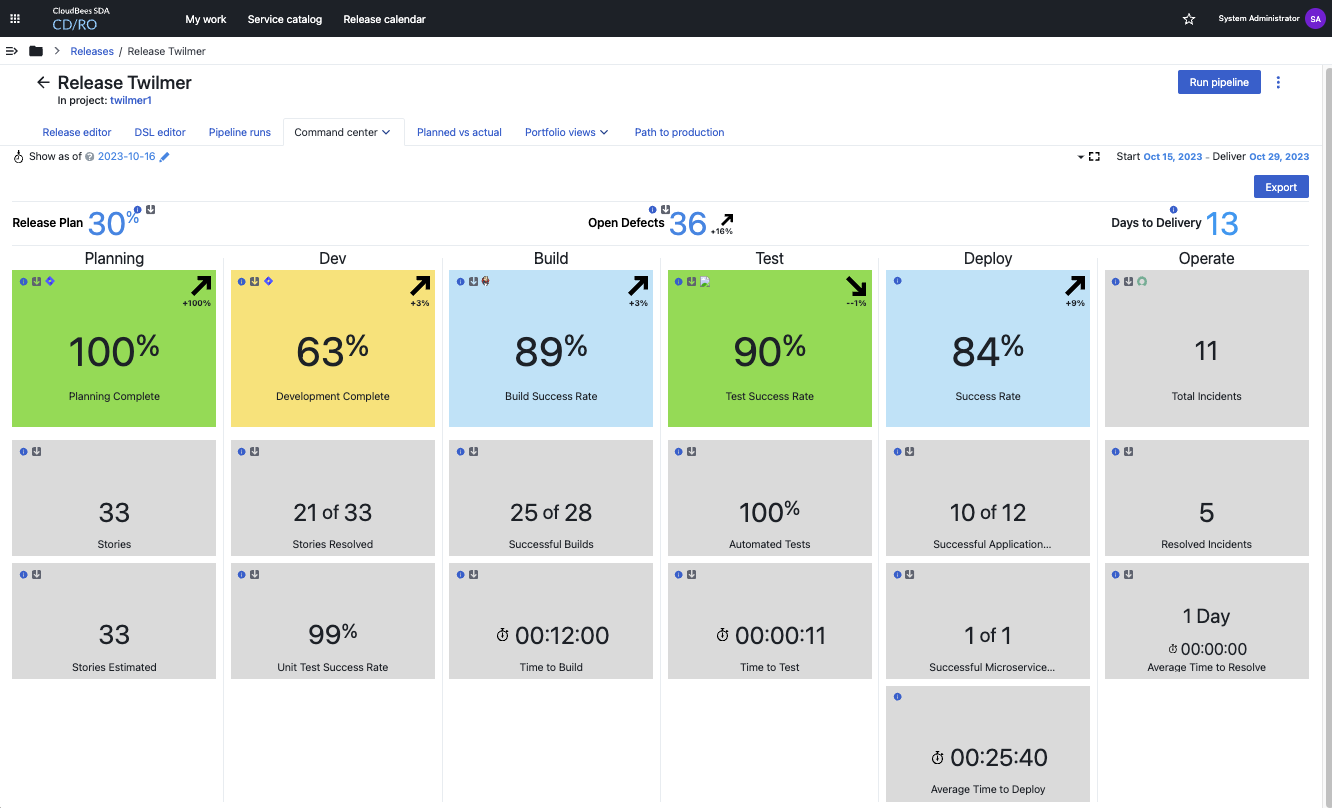 CloudBees SDA
CD/RO
My work
Service catalog
Release calendar
System Administrator
SA
Releases / Release Twilmer
Release Twilmer
In project: twilmer1
Run pipeline
Release editor
DSL editor
Pipeline runs
Command center
Planned vs actual
Portfolio views
Path to production
Show as of ? 2023-10-16
Start Oct 15, 2023 - Deliver Oct 29, 2023
Export
Release Plan 30%
Open Defects 36 +16%
Days to Delivery 13
Planning
Dev
Build
Test
Deploy
Operate
+100%
100%
Planning Complete
+3%
63%
Development Complete
+3%
89%
Build Success Rate
--1%
90%
Test Success Rate
+9%
84%
Success Rate
11
Total Incidents
33
Stories
21 of 33
Stories Resolved
25 of 28
Successful Builds
100%
Automated Tests
10 of 12
Successful Application...
5
Resolved Incidents
33
Stories Estimated
99%
Unit Test Success Rate
00:12:00
Time to Build
00:00:11
Time to Test
1 of 1
Successful Microservice...
1 Day
00:00:00
Average Time to Resolve
00:25:40
Average Time to Deploy